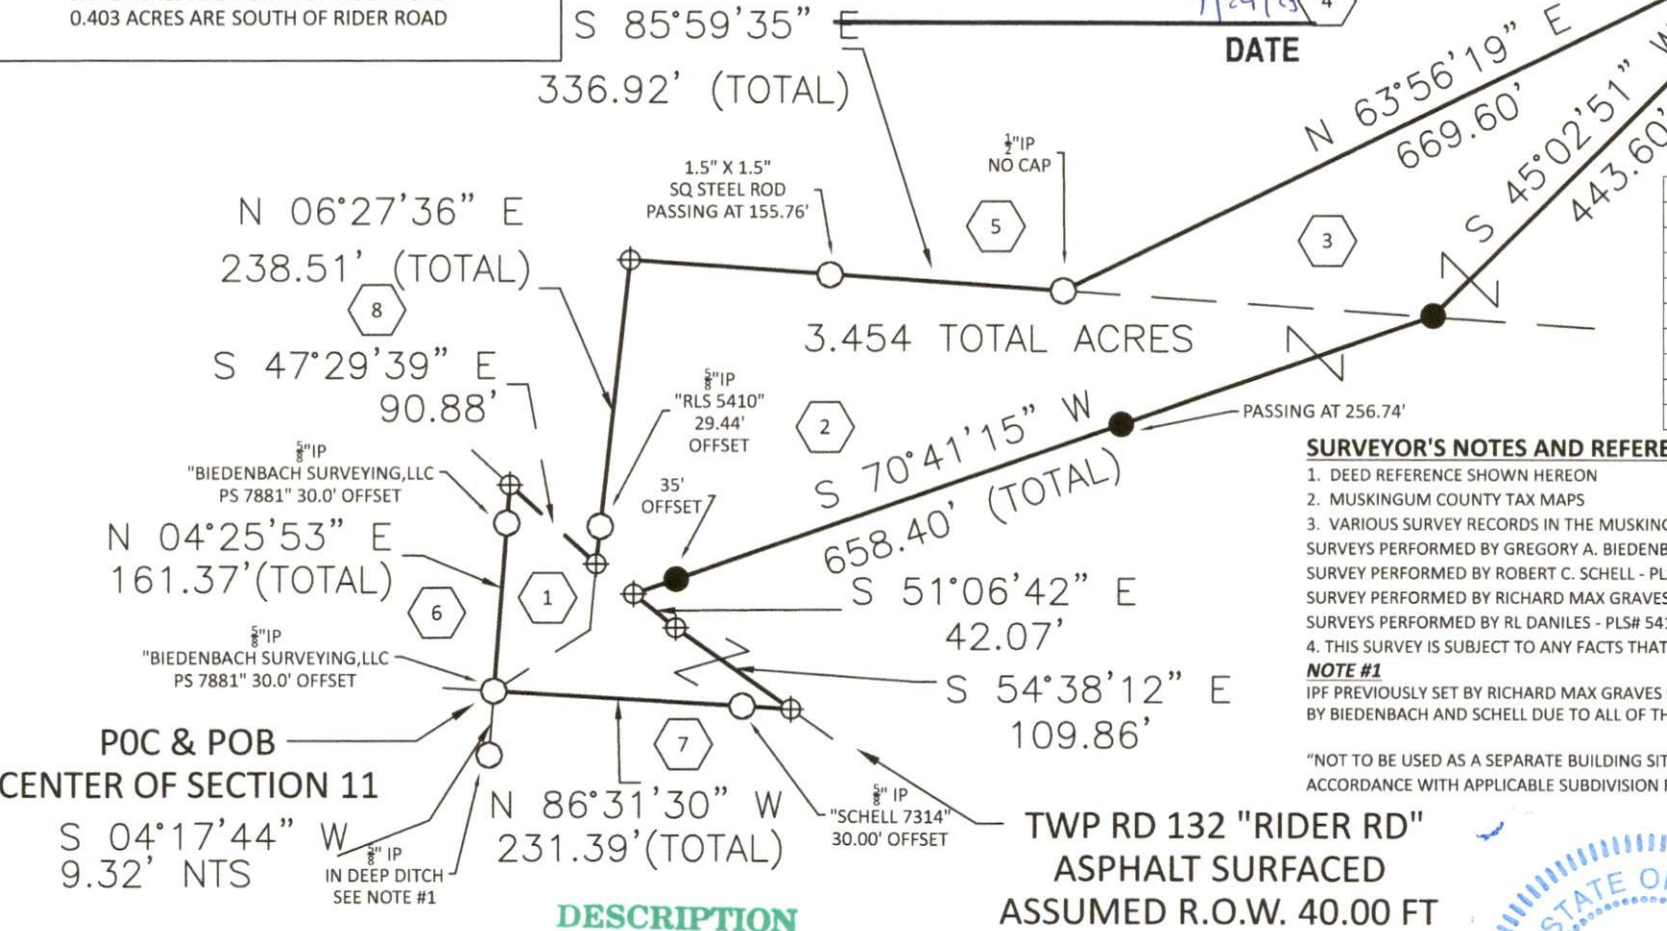 0.403 ACRES ARE SOUTH OF RIDER ROAD
S 85°59'35" E
336.92' (TOTAL)
4
DATE
N 63°56'19" E
669.60'
S 45°02'51" W
443.60'
1/2"IP
NO CAP
1.5" X 1.5"
SQ STEEL ROD
PASSING AT 155.76'
N 06°27'36" E
238.51' (TOTAL)
5
3
8
3.454 TOTAL ACRES
S 47°29'39" E
90.88'
5/8"IP
"RLS 5410"
29.44'
OFFSET
2
S 70°41'15" W
658.40' (TOTAL)
PASSING AT 256.74'
5/8"IP
"BIEDENBACH SURVEYING,LLC
PS 7881" 30.0' OFFSET
35'
OFFSET
N 04°25'53" E
161.37'(TOTAL)
6
1
S 51°06'42" E
42.07'
5/8"IP
"BIEDENBACH SURVEYING,LLC
PS 7881" 30.0' OFFSET
S 54°38'12" E
109.86'
7
POC & POB
CENTER OF SECTION 11
S 04°17'44" W
9.32' NTS
5/8" IP
IN DEEP DITCH
SEE NOTE #1
N 86°31'30" W
231.39'(TOTAL)
5/8" IP
"SCHELL 7314"
30.00' OFFSET
TWP RD 132 "RIDER RD"
ASPHALT SURFACED
ASSUMED R.O.W. 40.00 FT
DESCRIPTION
SURVEYOR'S NOTES AND REFERE
1. DEED REFERENCE SHOWN HEREON
2. MUSKINGUM COUNTY TAX MAPS
3. VARIOUS SURVEY RECORDS IN THE MUSKING
SURVEYS PERFORMED BY GREGORY A. BIEDENB
SURVEY PERFORMED BY ROBERT C. SCHELL - PL
SURVEY PERFORMED BY RICHARD MAX GRAVES
SURVEYS PERFORMED BY RL DANILES - PLS# 541
4. THIS SURVEY IS SUBJECT TO ANY FACTS THAT
NOTE #1
IPF PREVIOUSLY SET BY RICHARD MAX GRAVES
BY BIEDENBACH AND SCHELL DUE TO ALL OF TH
"NOT TO BE USED AS A SEPARATE BUILDING SIT
ACCORDANCE WITH APPLICABLE SUBDIVISION
STATE O